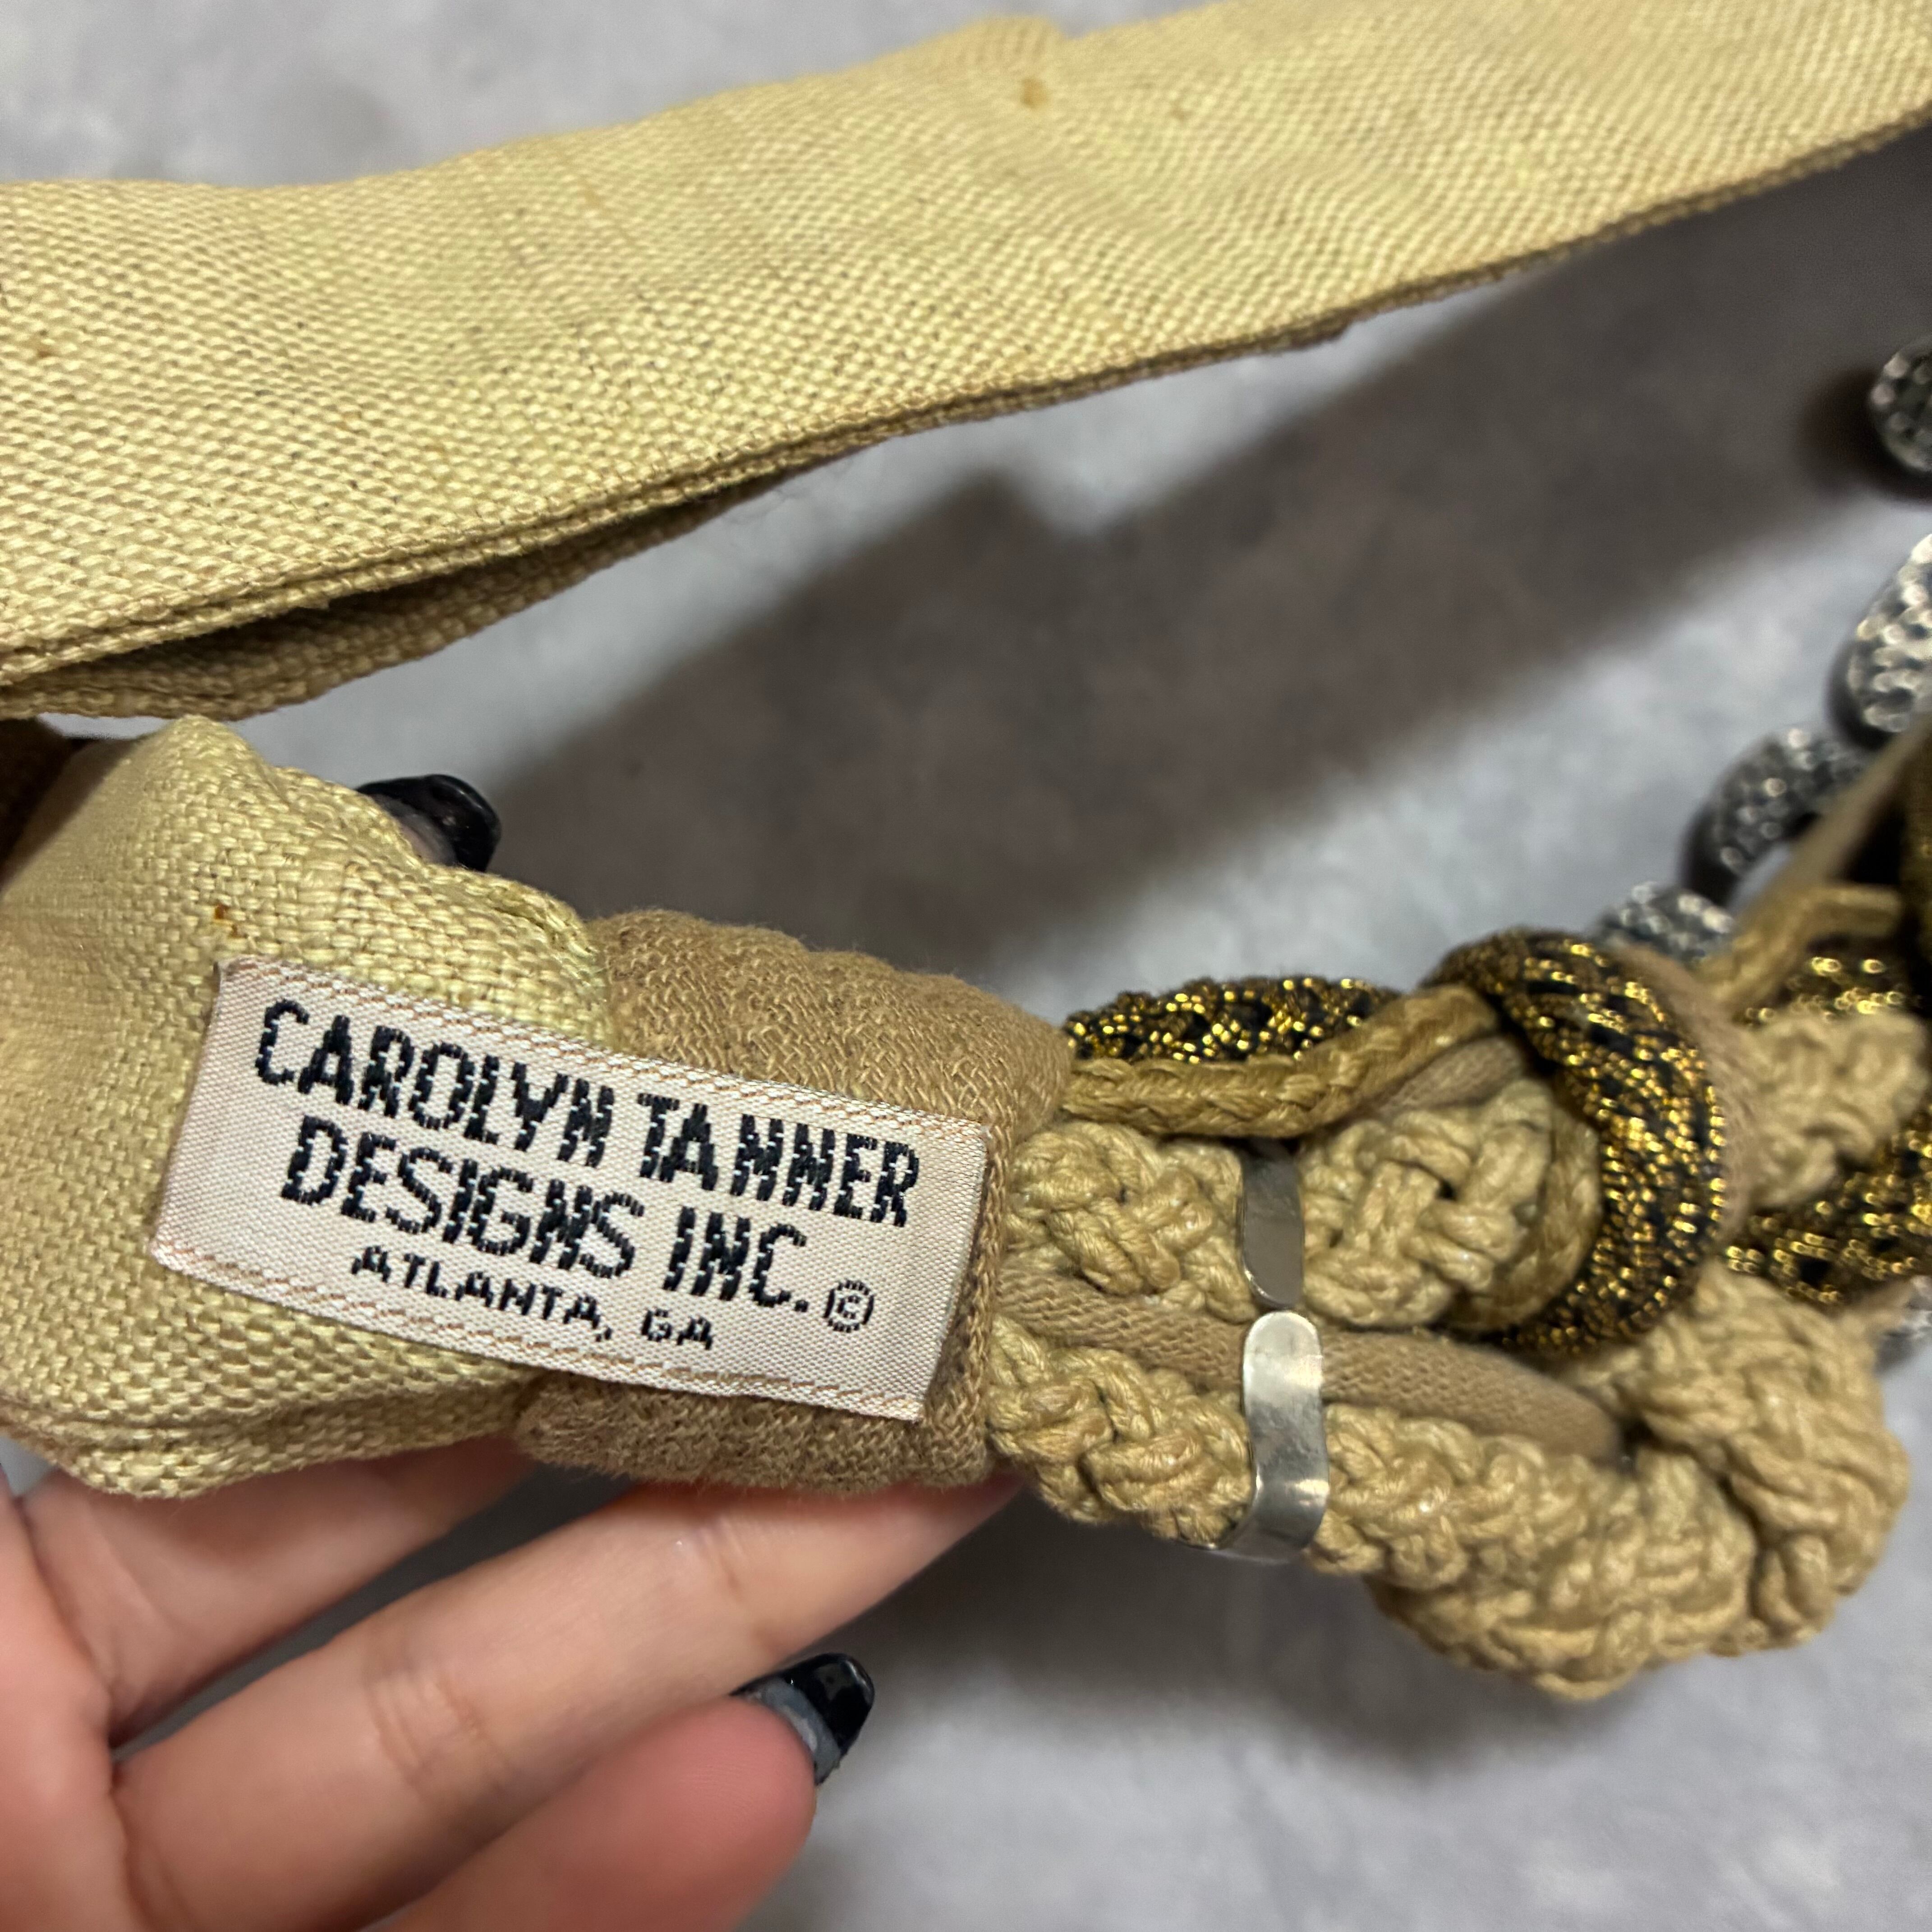 CAROLYN TANNER
DESIGNS INC.©
ATLANTA, GA